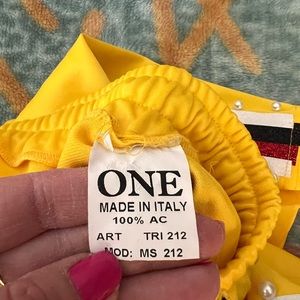 ONE
MADE IN ITALY
100% AC
ART TRI 212
MOD: MS 212